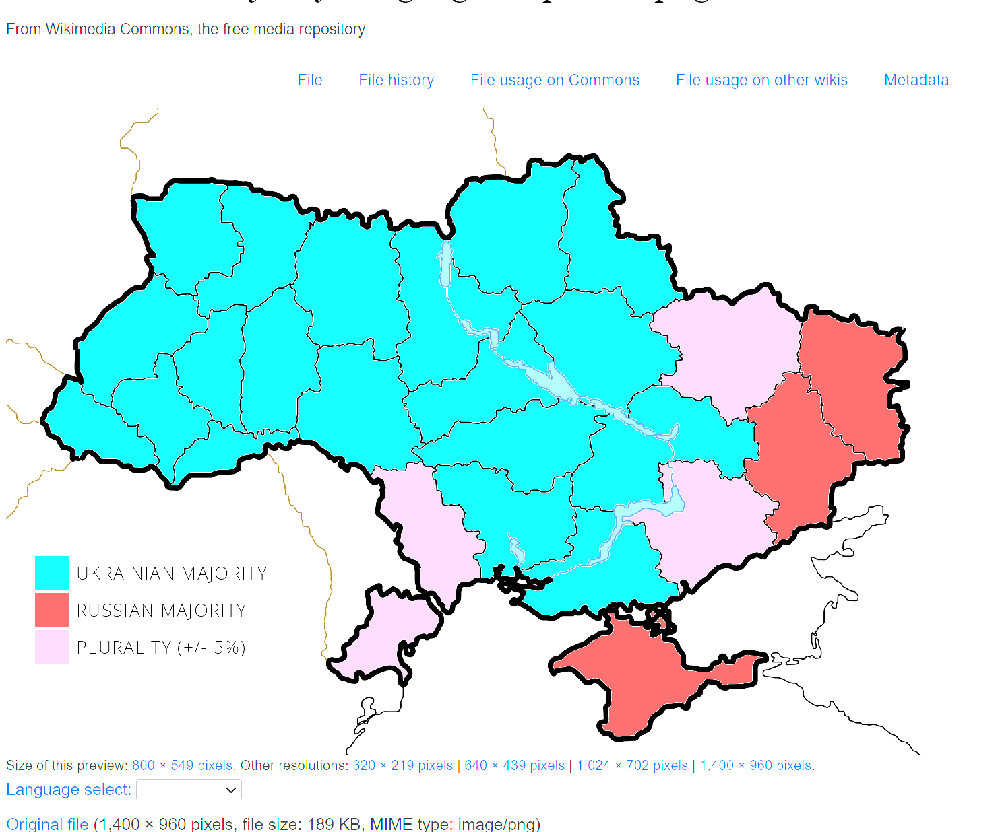 From Wikimedia Commons, the free media repository
File File history File usage on Commons File usage on other wikis Metadata
UKRAINIAN MAJORITY
RUSSIAN MAJORITY
PLURALITY (+/- 5%)
Size of this preview: 800 × 549 pixels. Other resolutions: 320 × 219 pixels | 640 × 439 pixels | 1,024 × 702 pixels | 1,400 × 960 pixels.
Language select:
Original file (1,400 × 960 pixels, file size: 189 KB, MIME type: image/png)